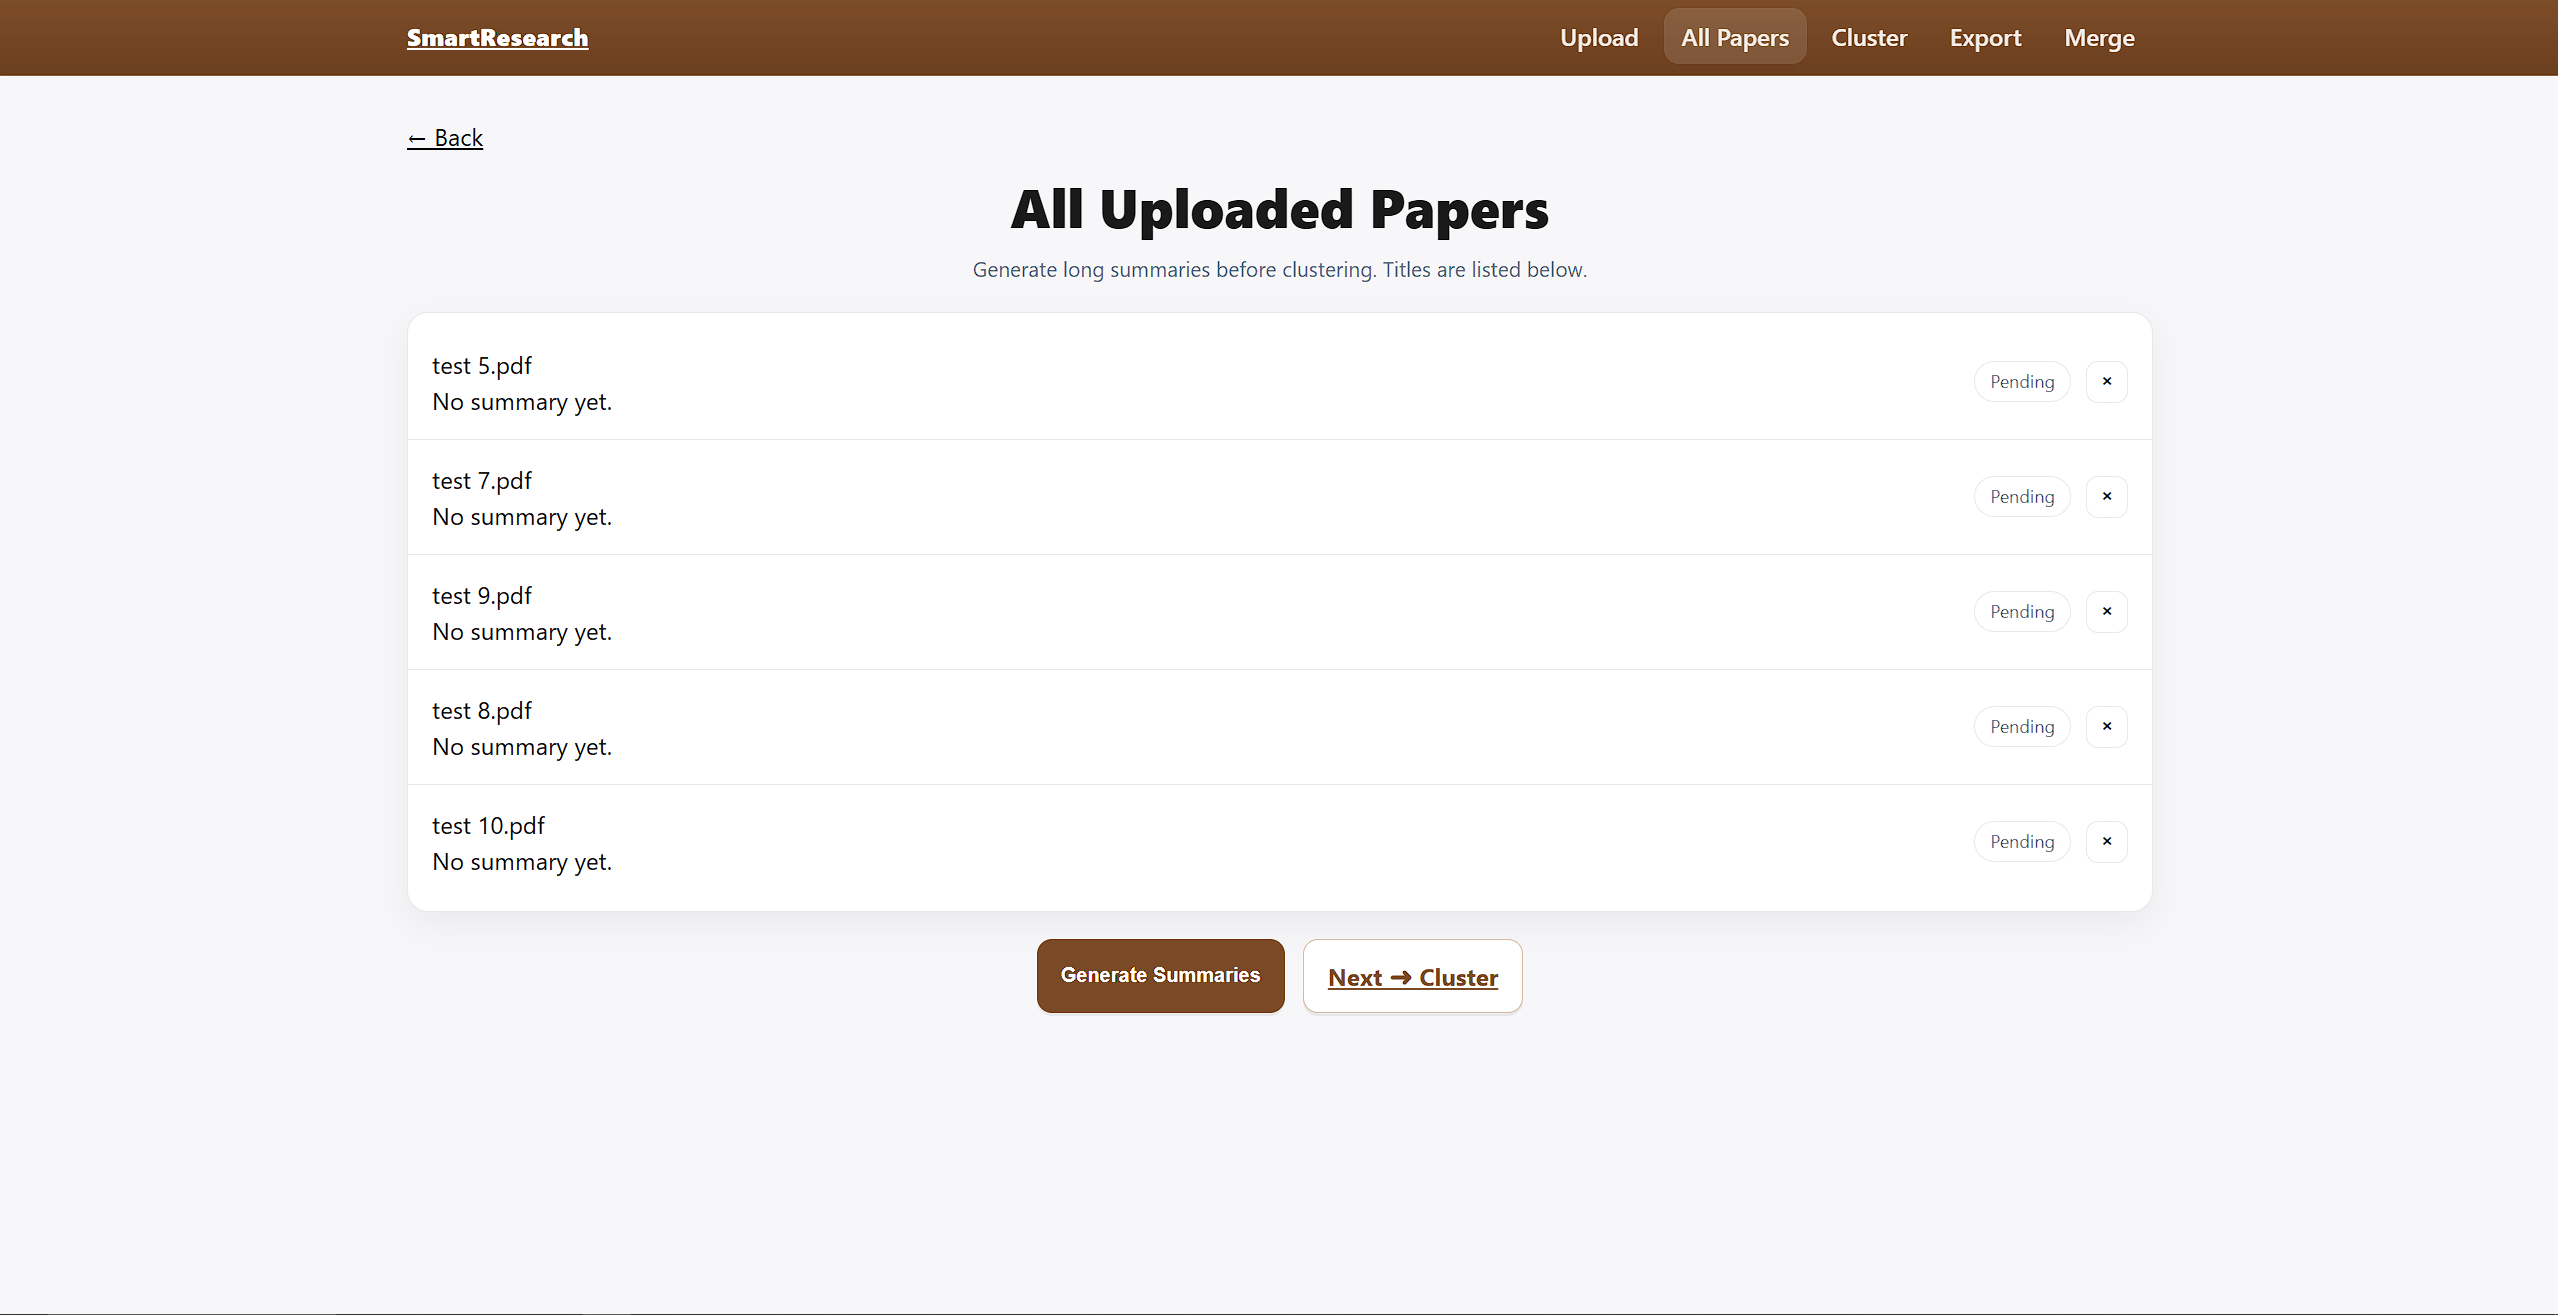 SmartResearch
Upload All Papers Cluster Export Merge
← Back
All Uploaded Papers
Generate long summaries before clustering. Titles are listed below.
test 5.pdf
No summary yet.
Pending ×
test 7.pdf
No summary yet.
Pending ×
test 9.pdf
No summary yet.
Pending ×
test 8.pdf
No summary yet.
Pending ×
test 10.pdf
No summary yet.
Pending ×
Generate Summaries
Next ➜ Cluster